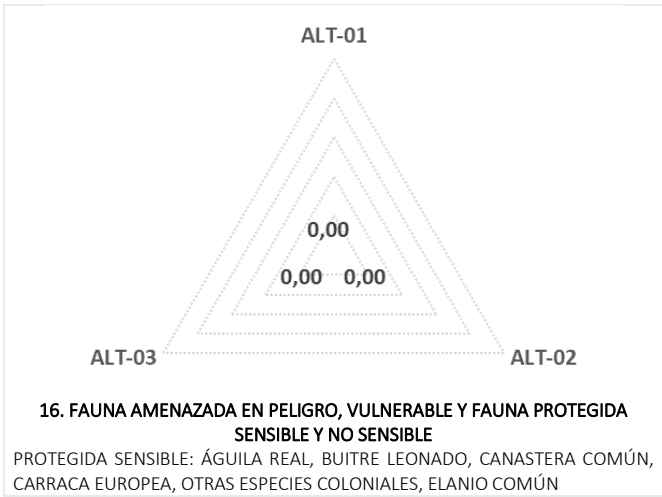 ALT-01
0,00
0,00 0,00
ALT-03 ALT-02
16. FAUNA AMENAZADA EN PELIGRO, VULNERABLE Y FAUNA PROTEGIDA
SENSIBLE Y NO SENSIBLE
PROTEGIDA SENSIBLE: ÁGUILA REAL, BUITRE LEONADO, CANASTERA COMÚN,
CARRACA EUROPEA, OTRAS ESPECIES COLONIALES, ELANIO COMÚN